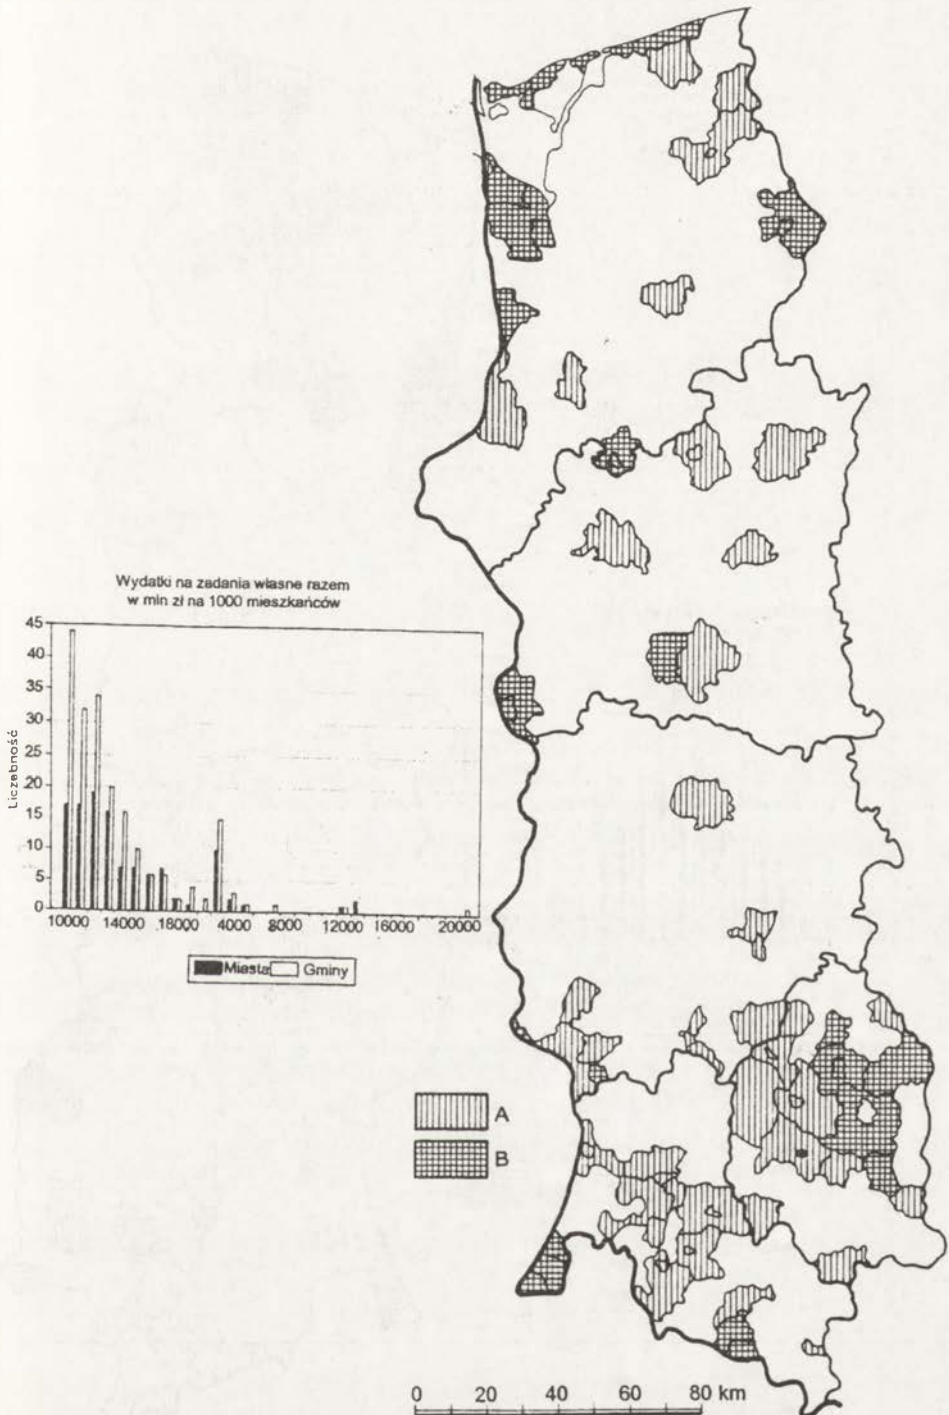 Wydatki na zadania własne razem
w mln zł na 1000 mieszkańców
45
40
35
30
25
20
15
10
5
0
Liczebność
10000 14000 18000 4000 8000 12000 16000 20000
Miasta Gminy
A
B
0 20 40 60 80 km